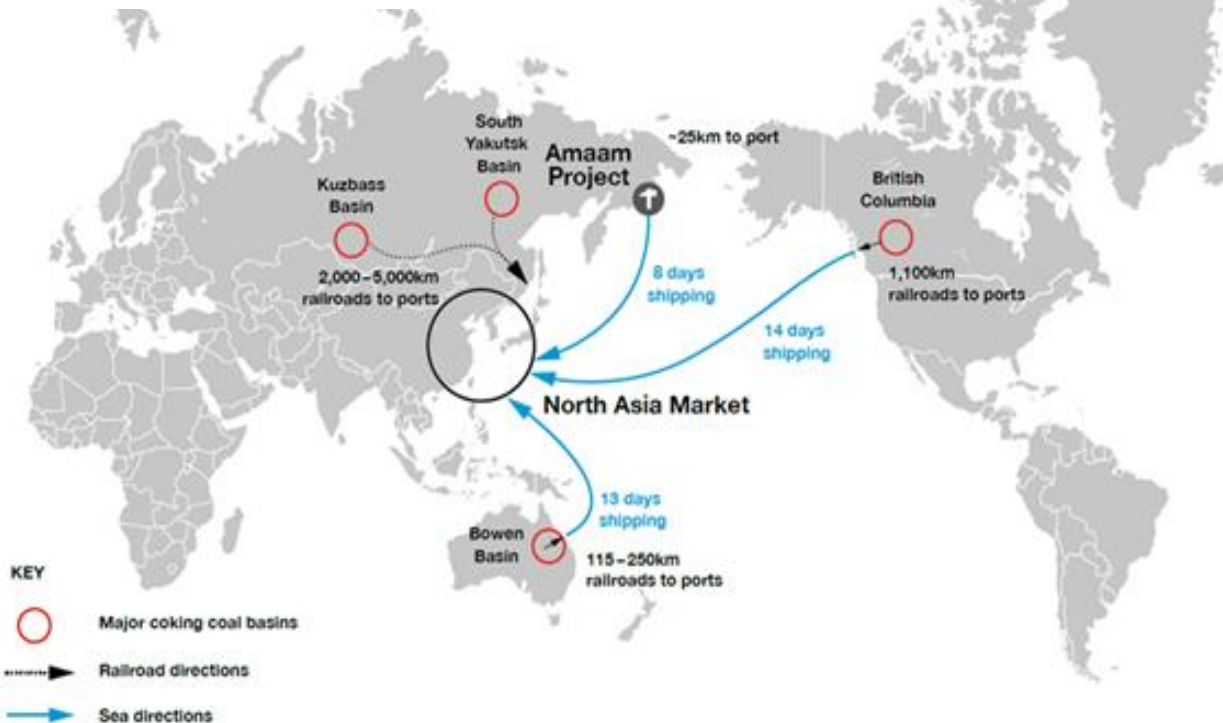 South
Yakutsk
Basin
Amaam
Project
~25km to port
Kuzbass
Basin
British
Columbia
2,000–5,000km
railroads to ports
8 days
shipping
1,100km
railroads to ports
14 days
shipping
North Asia Market
13 days
shipping
Bowen
Basin
115–250km
railroads to ports
KEY
Major coking coal basins
Railroad directions
Sea directions